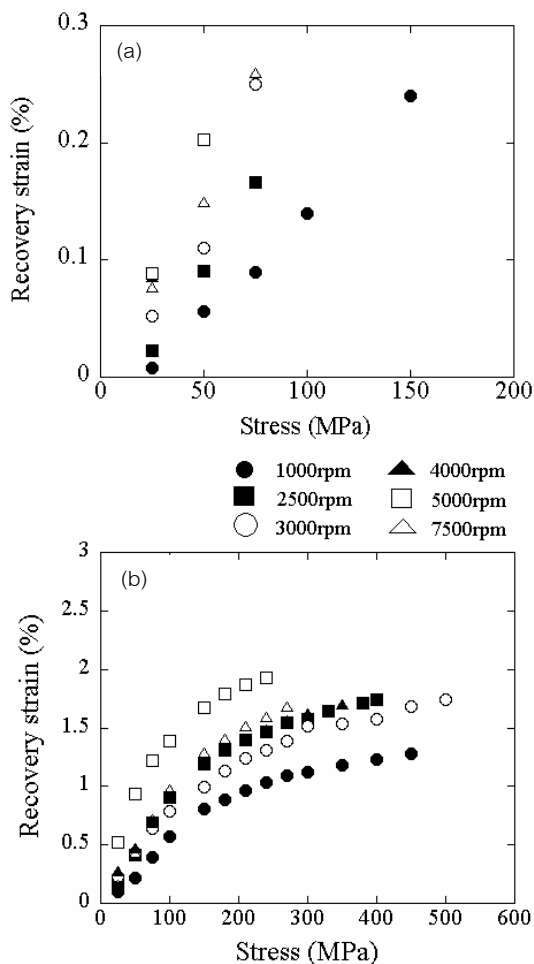 (a)
Recovery strain (%)
0.3
0.2
0.1
0
0 50 100 150 200
Stress (MPa)
1000rpm 4000rpm
2500rpm 5000rpm
3000rpm 7500rpm
(b)
Recovery strain (%)
3
2.5
2
1.5
1
0.5
0
0 100 200 300 400 500 600
Stress (MPa)